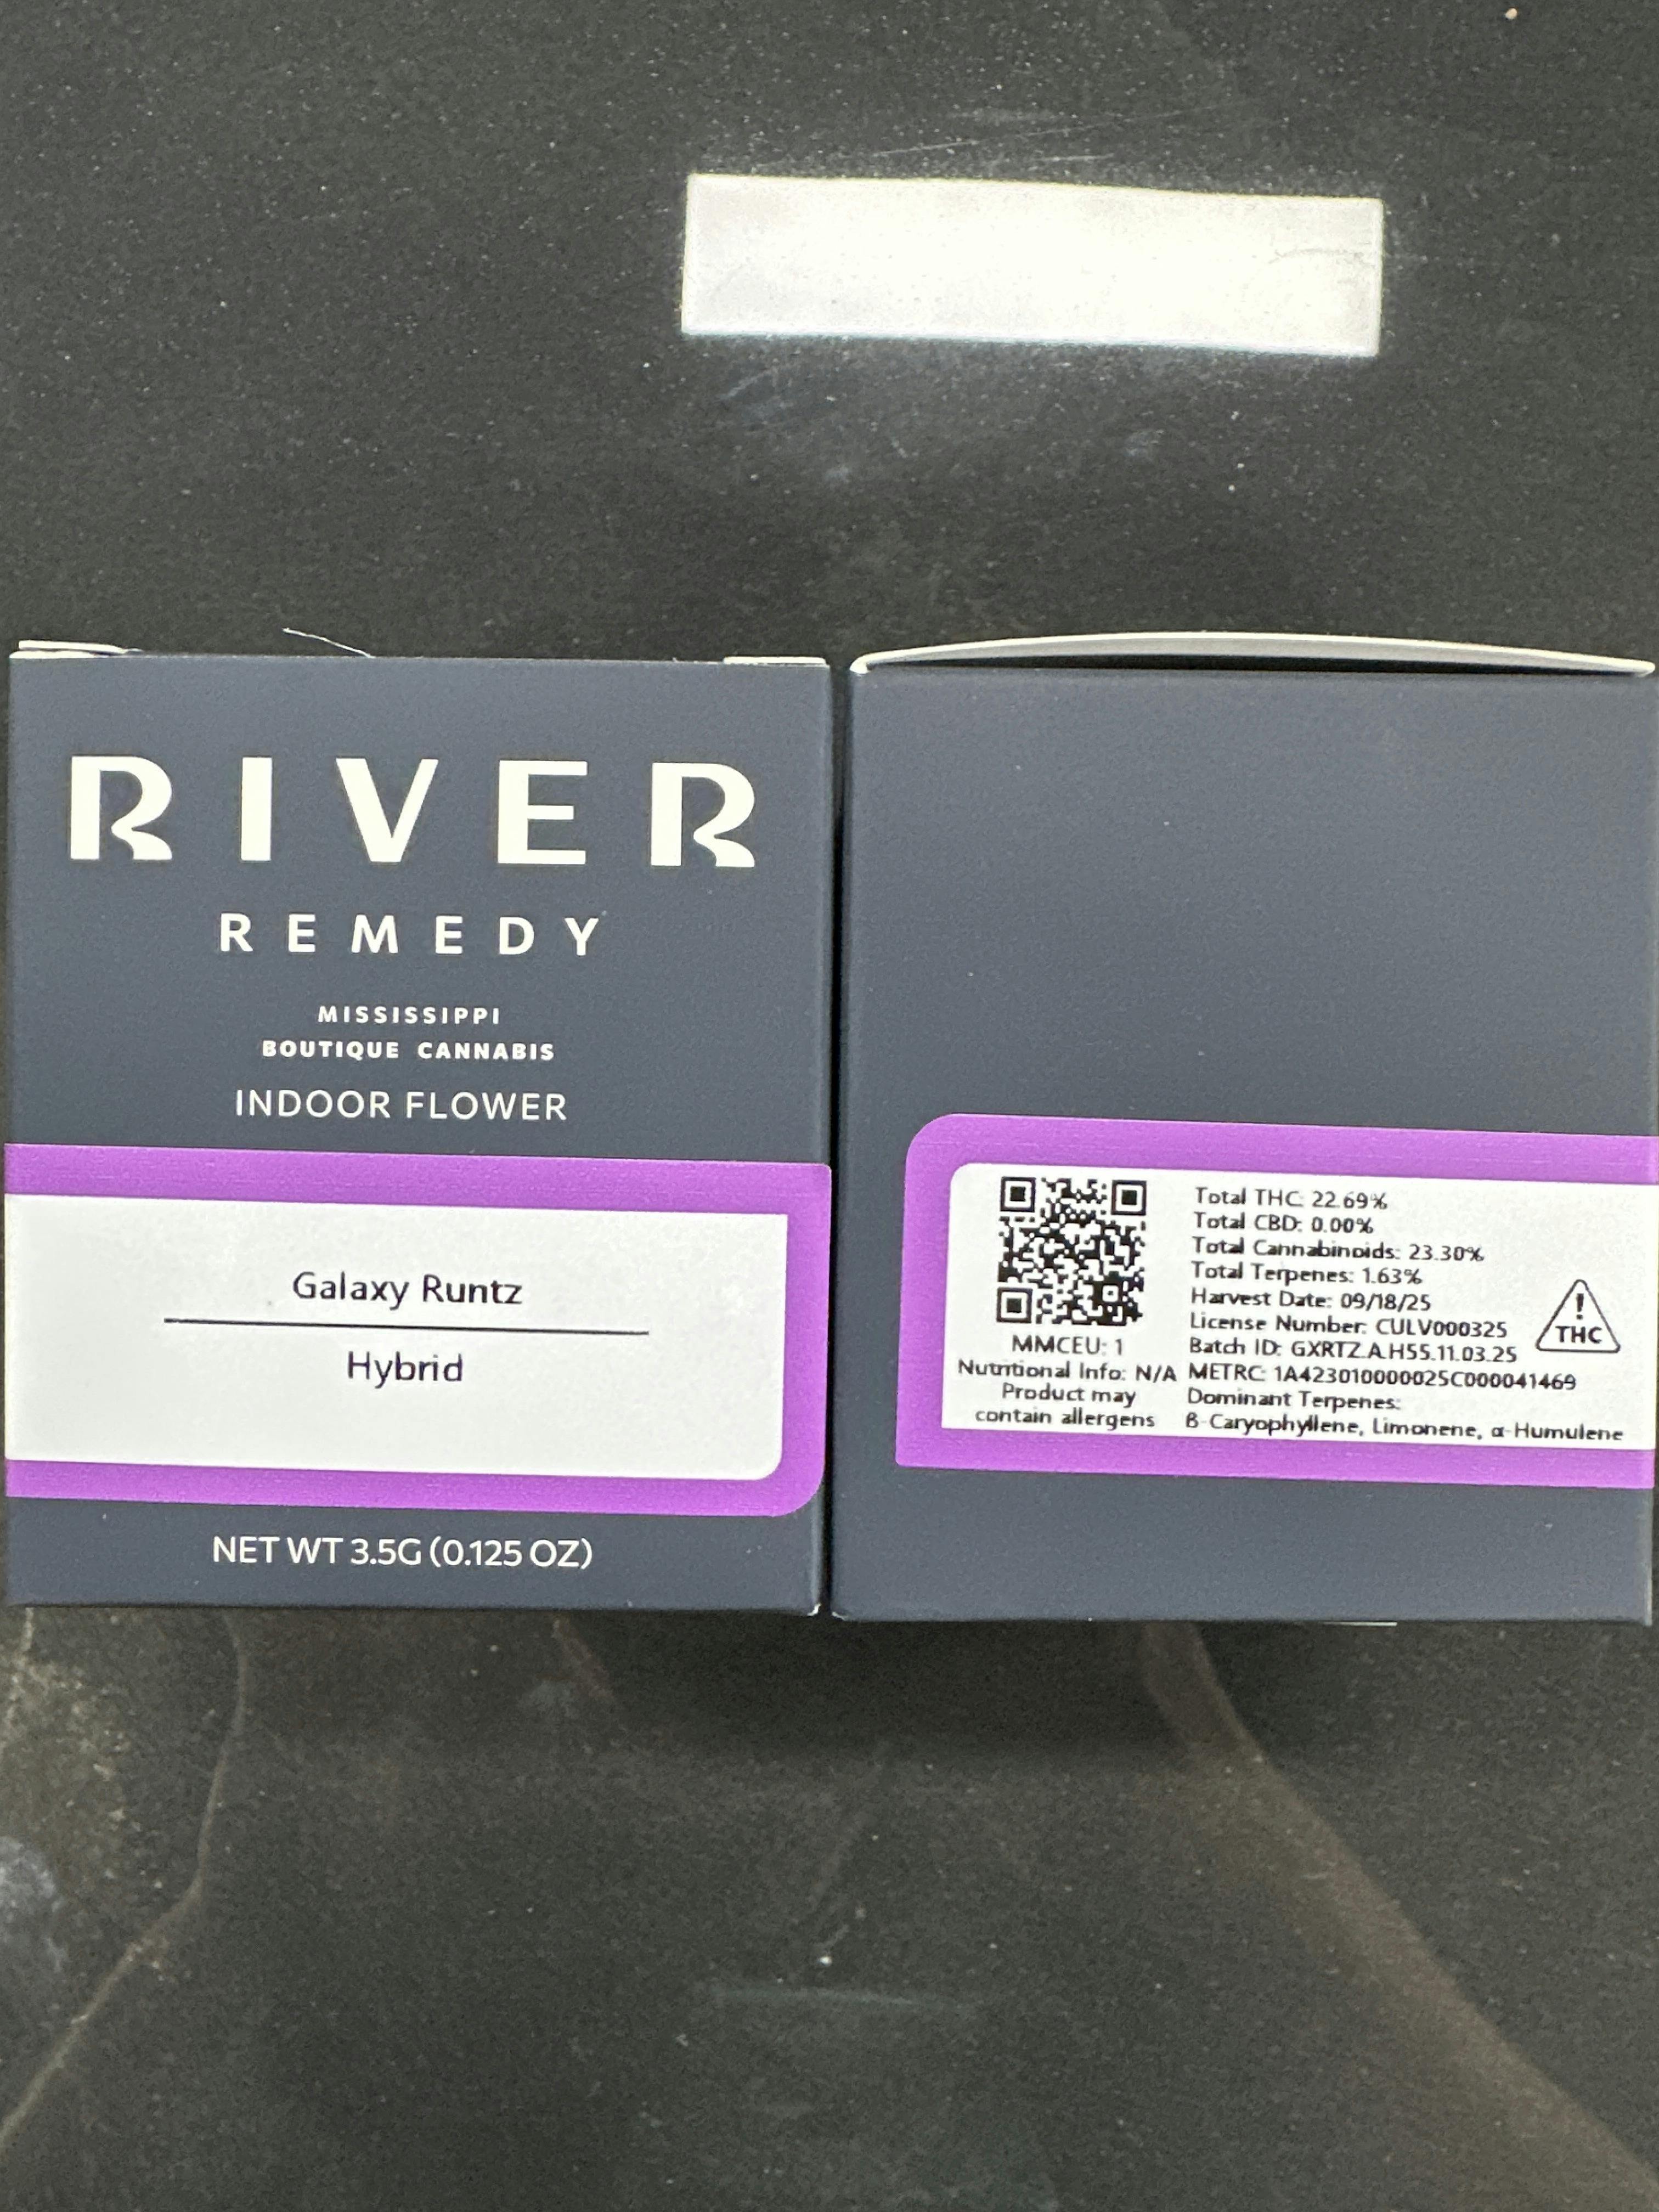 RIVER
REMEDY
MISSISSIPPI
BOUTIQUE CANNABIS
INDOOR FLOWER
Galaxy Runtz
Hybrid
NET WT 3.5G (0.125 OZ)
MMCEU: 1
Nutritional Info: N/A
Product may
contain allergens
Total THC: 22.69%
Total CBD: 0.00%
Total Cannabinoids: 23.30%
Total Terpenes: 1.63%
Harvest Date: 09/18/25
License Number: CULV000325
Batch ID: GXRTZ.A.H55.11.03.25
METRC: 1A423010000025C000041469
Dominant Terpenes:
β-Caryophyllene, Limonene, α-Humulene
!
THC